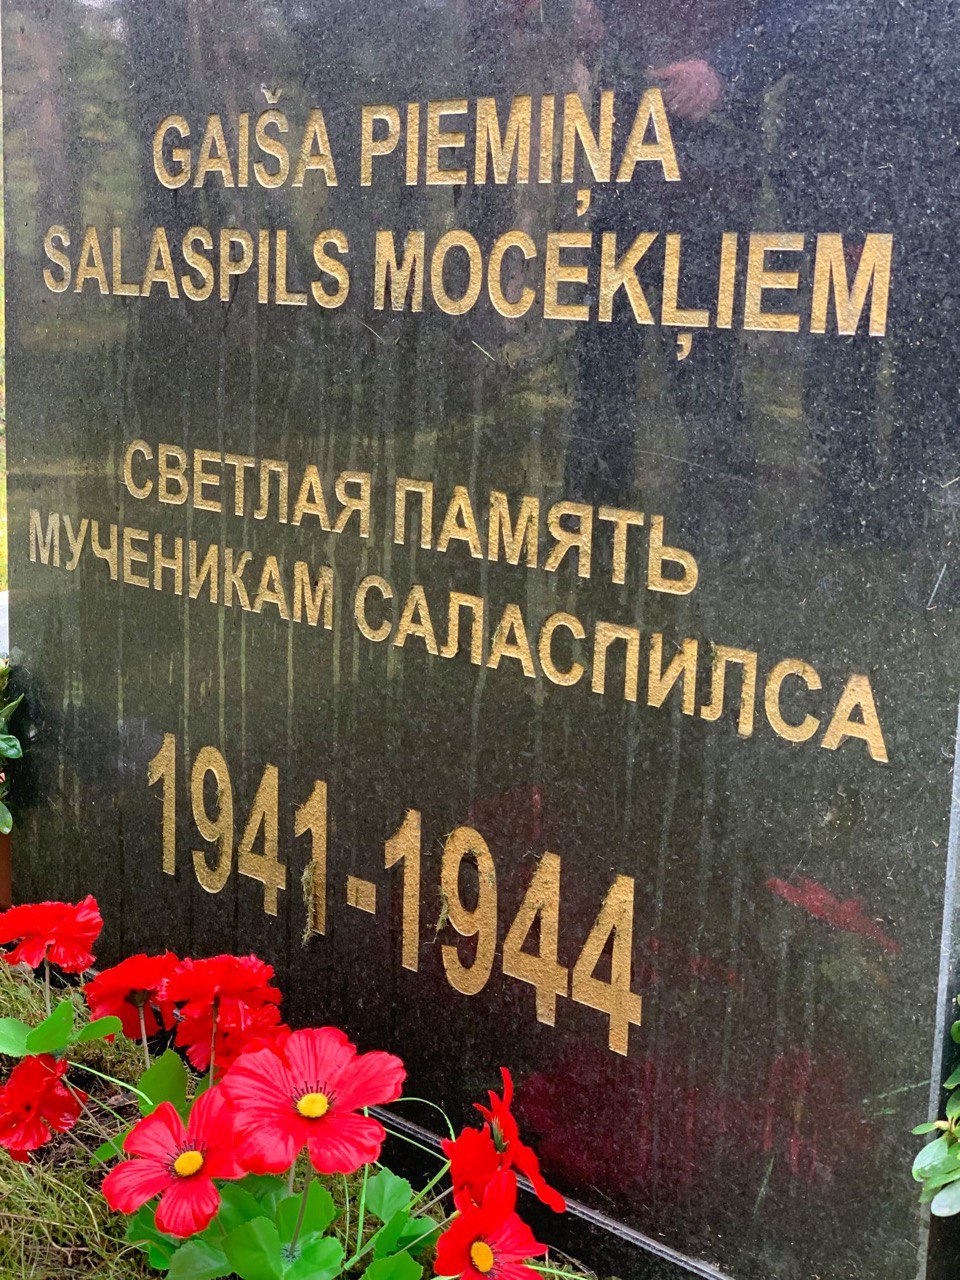 GAIŠA PIEMIŅA
SALASPILS MOCEKĻIEM
СВЕТЛАЯ ПАМЯТЬ
МУЧЕНИКАМ САЛАСПИЛСА
1941-1944